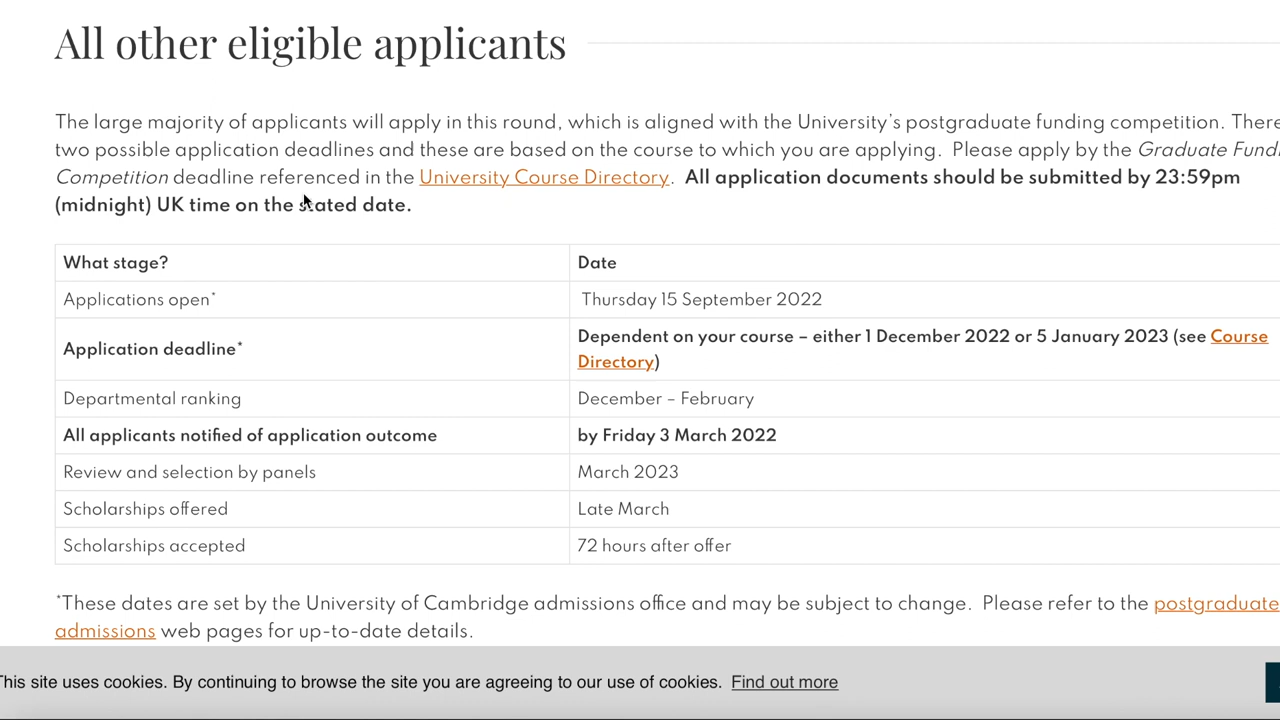 All other eligible applicants
The large majority of applicants will apply in this round, which is aligned with the University's postgraduate funding competition. There
two possible application deadlines and these are based on the course to which you are applying. Please apply by the Graduate Fund
Competition deadline referenced in the University Course Directory. All application documents should be submitted by 23:59pm
(midnight) UK time on the stated date.
What stage? Date
Applications open* Thursday 15 September 2022
Application deadline* Dependent on your course – either 1 December 2022 or 5 January 2023 (see Course
Directory)
Departmental ranking December – February
All applicants notified of application outcome by Friday 3 March 2022
Review and selection by panels March 2023
Scholarships offered Late March
Scholarships accepted 72 hours after offer
*These dates are set by the University of Cambridge admissions office and may be subject to change. Please refer to the postgraduate
admissions web pages for up-to-date details.
This site uses cookies. By continuing to browse the site you are agreeing to our use of cookies. Find out more